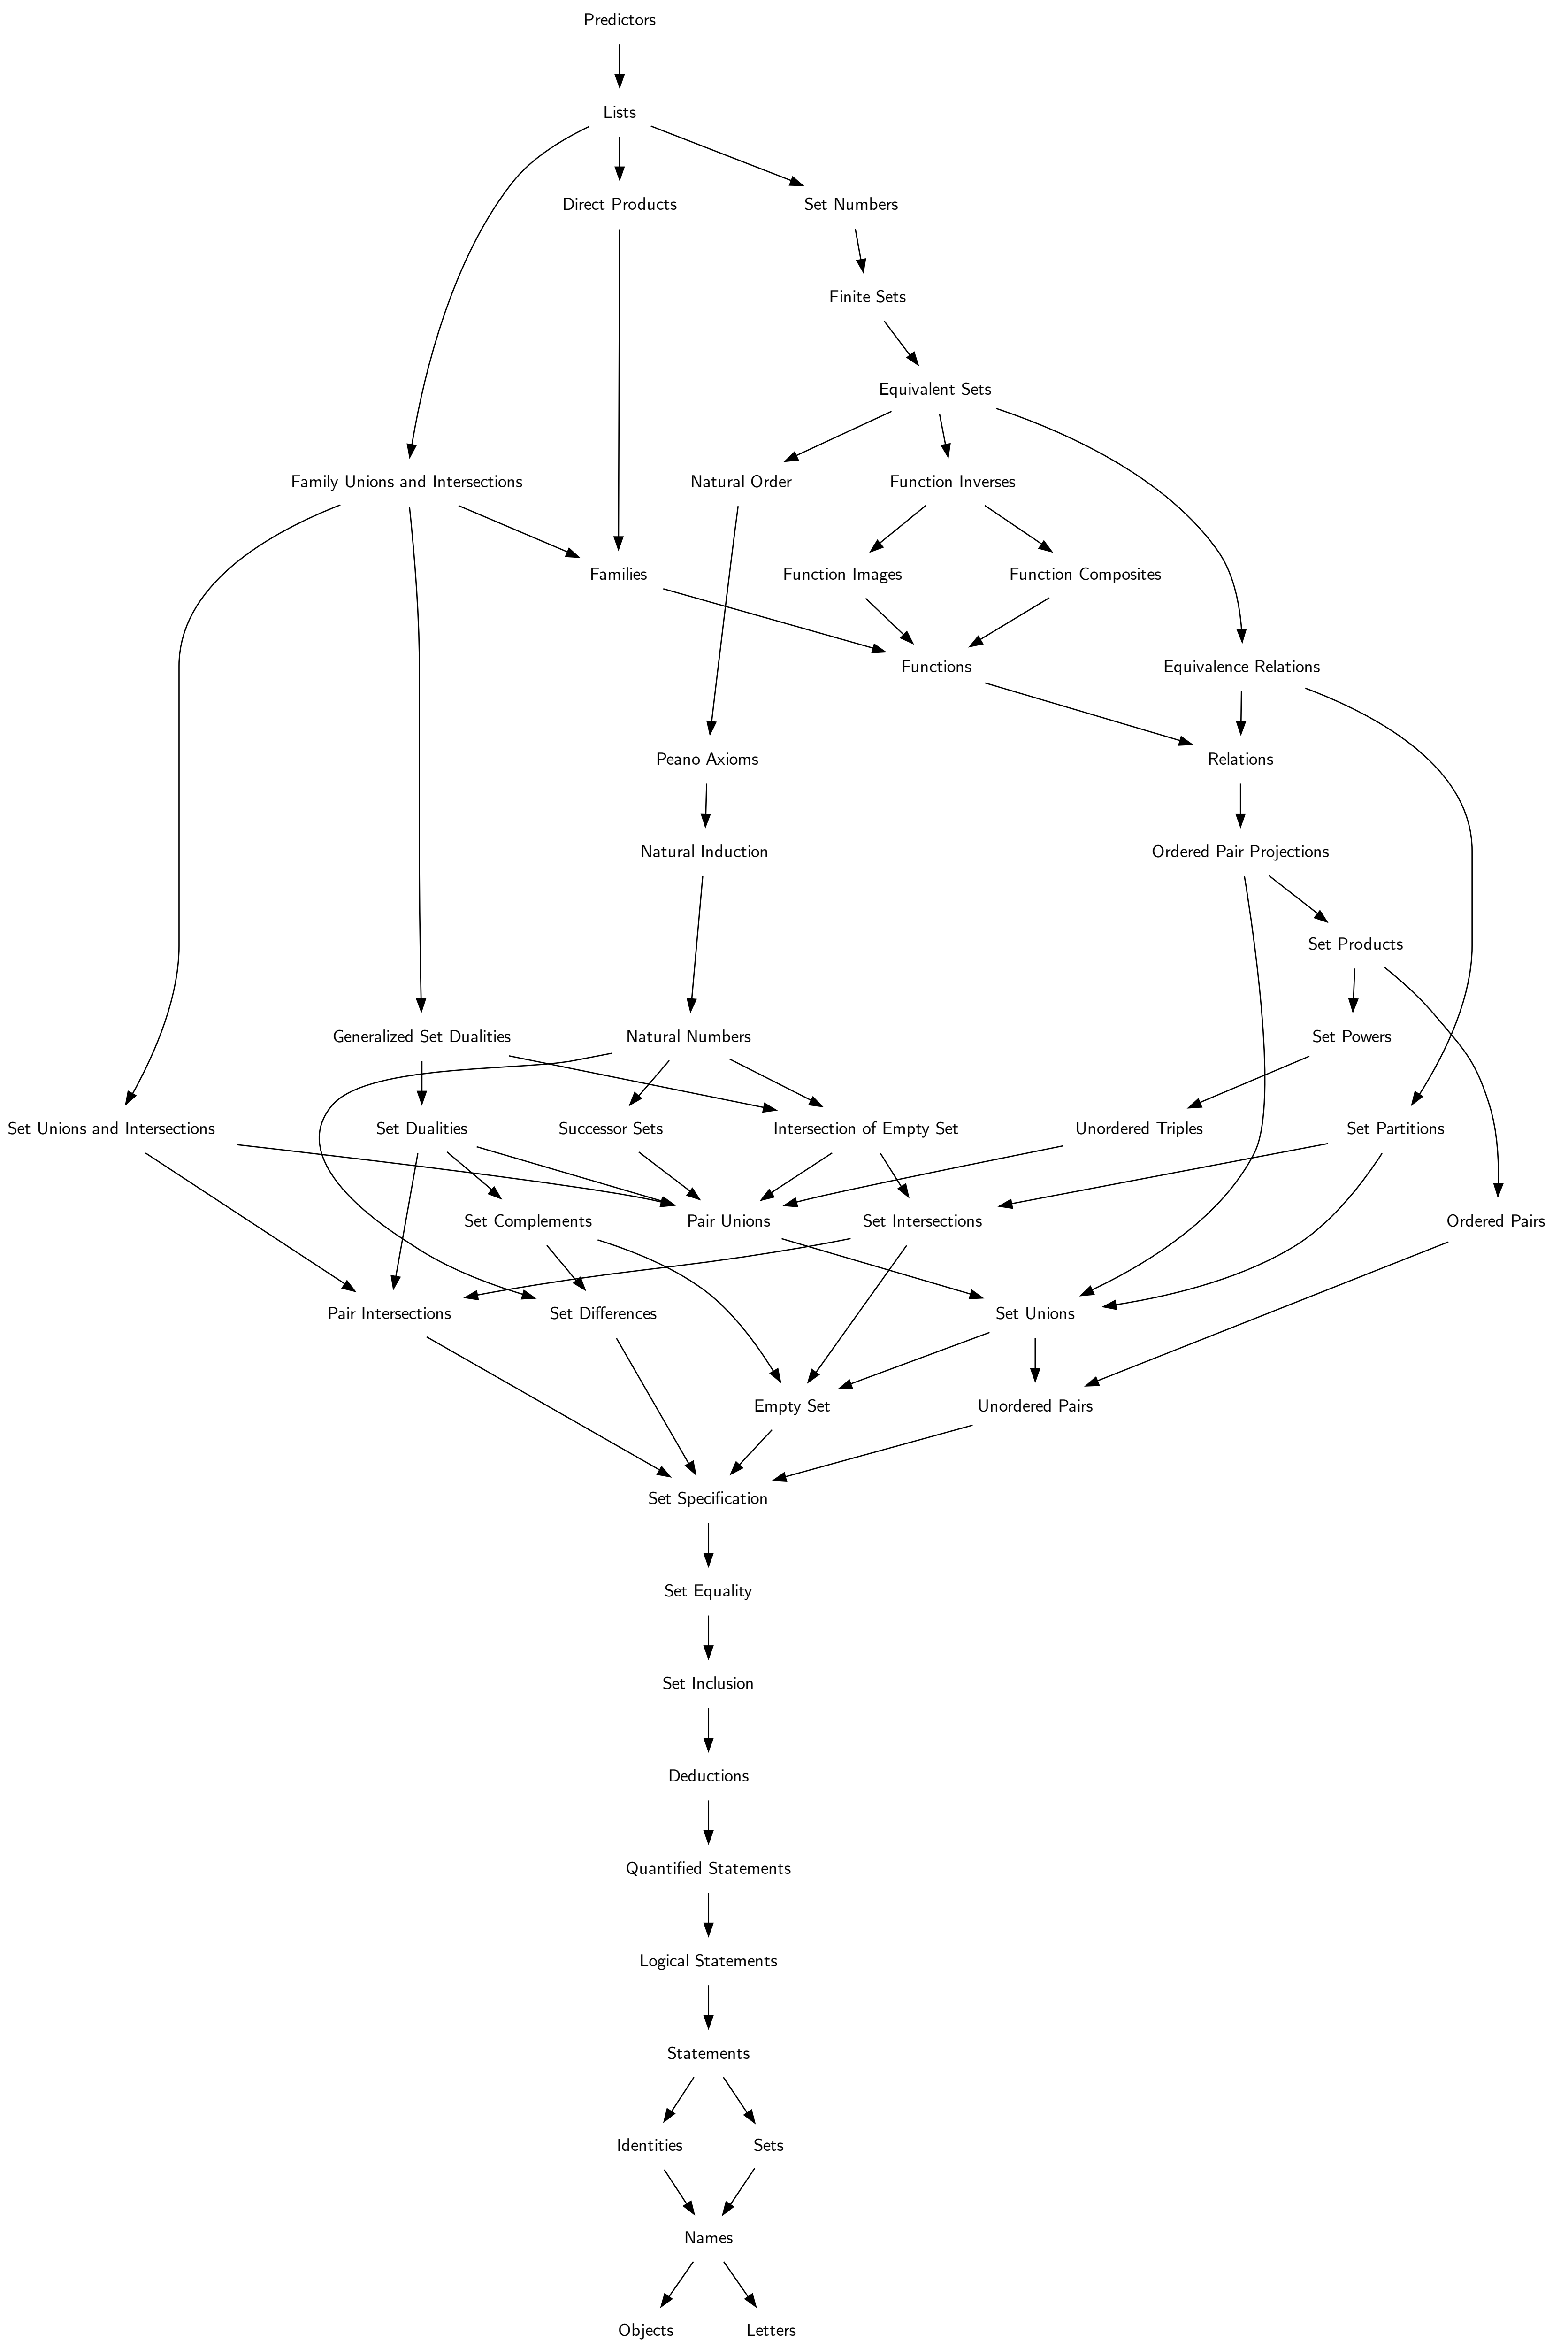 Predictors
Lists
Direct Products
Set Numbers
Finite Sets
Equivalent Sets
Family Unions and Intersections
Natural Order
Function Inverses
Families
Function Images
Function Composites
Functions
Equivalence Relations
Peano Axioms
Relations
Natural Induction
Ordered Pair Projections
Set Products
Generalized Set Dualities
Natural Numbers
Set Powers
Set Unions and Intersections
Set Dualities
Successor Sets
Intersection of Empty Set
Unordered Triples
Set Partitions
Set Complements
Pair Unions
Set Intersections
Ordered Pairs
Pair Intersections
Set Differences
Set Unions
Empty Set
Unordered Pairs
Set Specification
Set Equality
Set Inclusion
Deductions
Quantified Statements
Logical Statements
Statements
Identities
Sets
Names
Objects
Letters